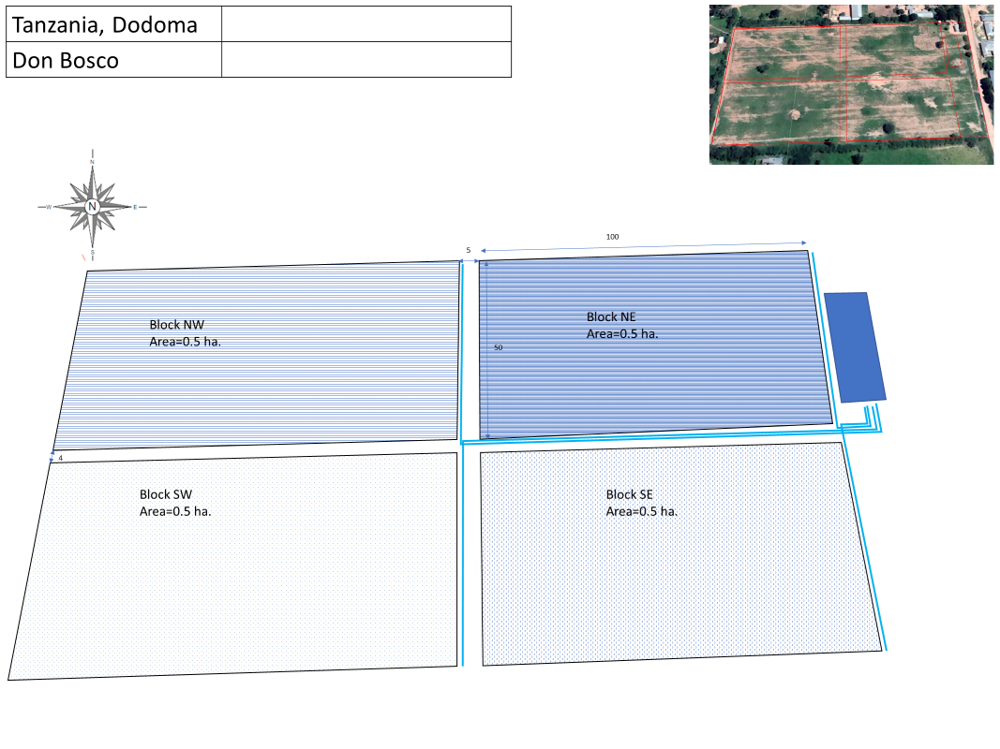 Tanzania, Dodoma
Don Bosco
N
W
N
E
S
5
100
Block NW
Area=0.5 ha.
Block NE
Area=0.5 ha.
50
4
Block SW
Area=0.5 ha.
Block SE
Area=0.5 ha.